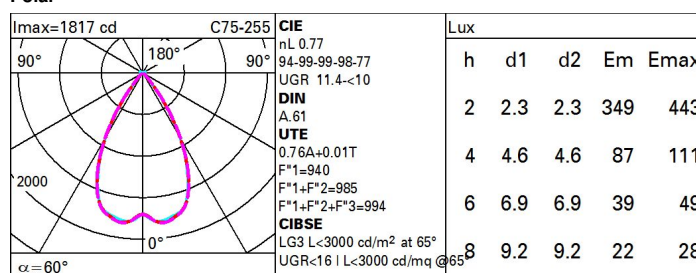 Imax=1817 cd C75-255
90° 180° 90°
2000
0°
α=60°
CIE
nL 0.77
94-99-99-98-77
UGR 11.4-<10
DIN
A.61
UTE
0.76A+0.01T
F"1=940
F"1+F"2=985
F"1+F"2+F"3=994
CIBSE
LG3 L<3000 cd/m² at 65°
UGR<16 | L<3000 cd/mq @65°
Lux
h d1 d2 Em Emax
2 2.3 2.3 349 443
4 4.6 4.6 87 111
6 6.9 6.9 39 49
8 9.2 9.2 22 28